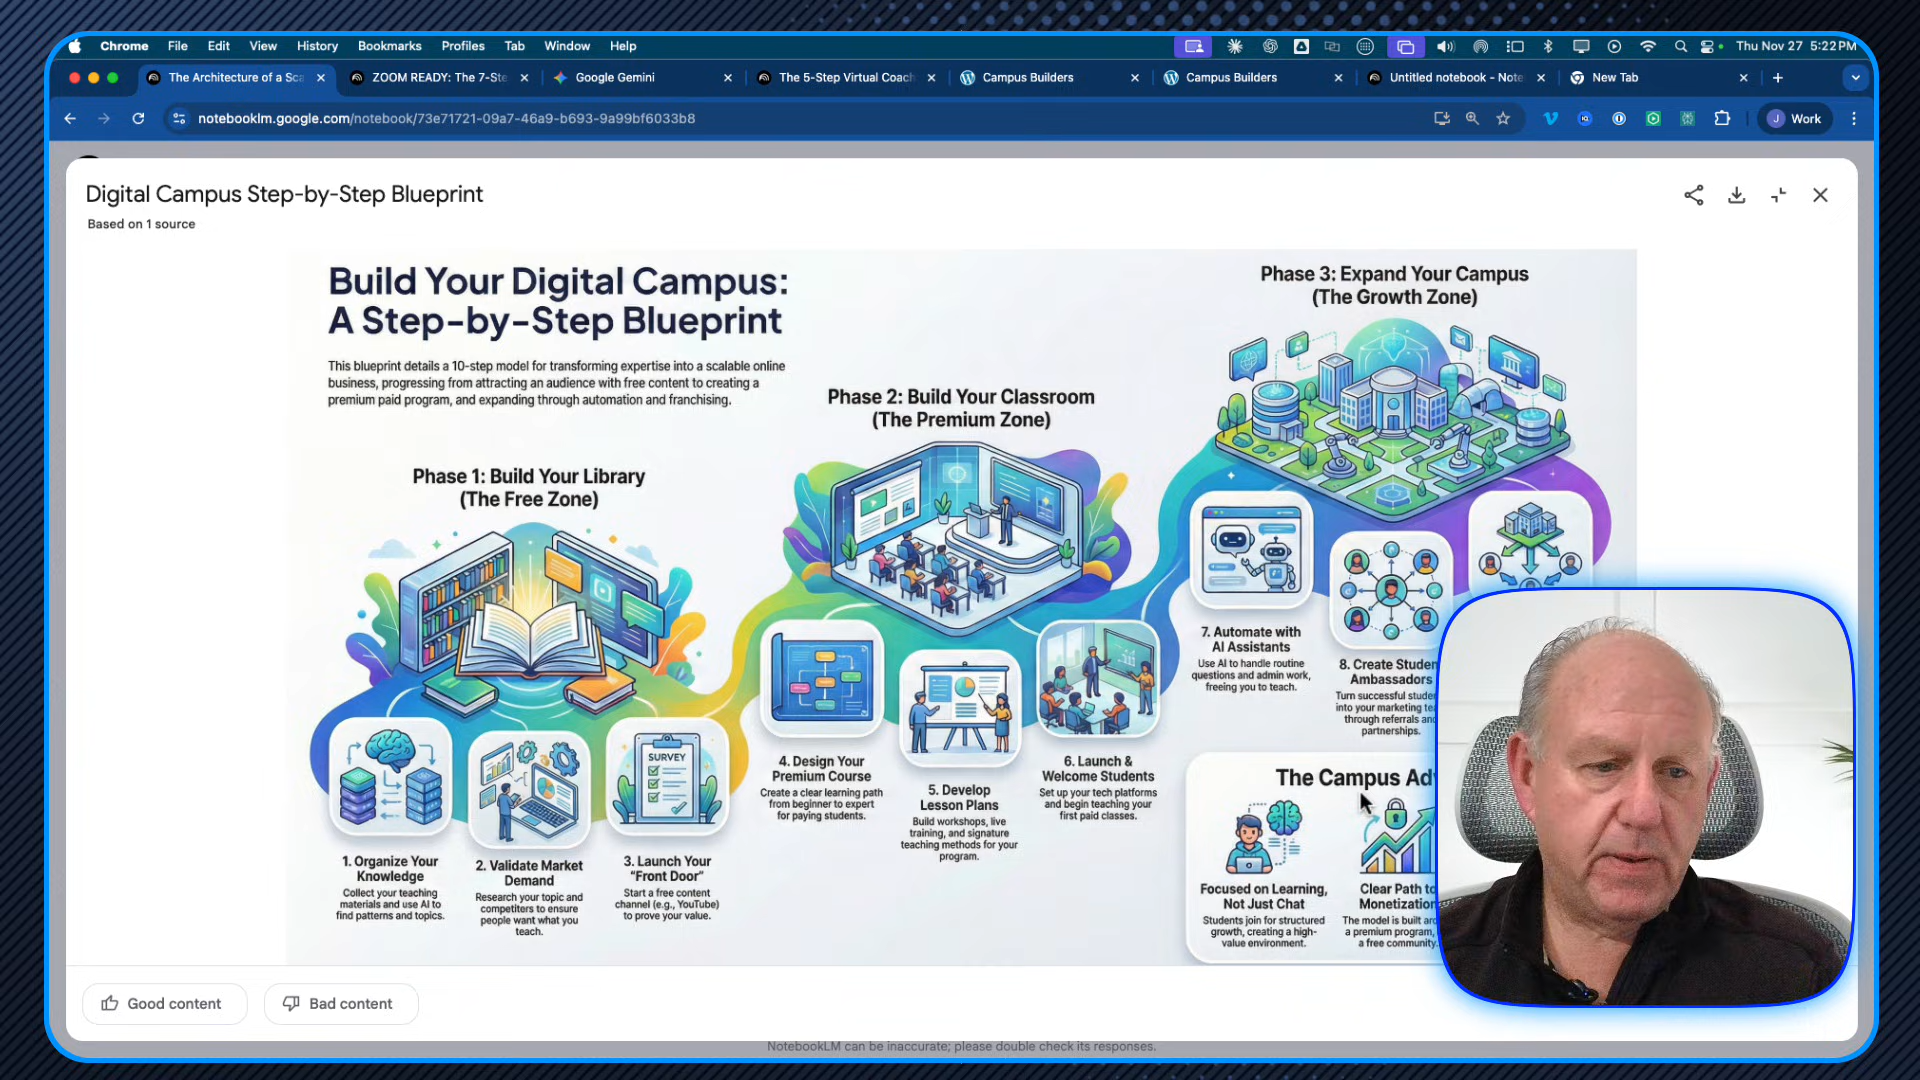 Chrome File Edit View History Bookmarks Profiles Tab Window Help
Thu Nov 27 5:22 PM
The Architecture of a Sca
ZOOM READY: The 7-Ste
Google Gemini
The 5-Step Virtual Coach
Campus Builders
Campus Builders
Untitled notebook - Note
New Tab
notebooklm.google.com/notebook/73e71721-09a7-46a9-b693-9a99bf6033b8
J Work
Digital Campus Step-by-Step Blueprint
Based on 1 source
Build Your Digital Campus:
A Step-by-Step Blueprint
This blueprint details a 10-step model for transforming expertise into a scalable online
business, progressing from attracting an audience with free content to creating a
premium paid program, and expanding through automation and franchising.
Phase 1: Build Your Library
(The Free Zone)
SURVEY
1. Organize Your
Knowledge
Collect your teaching
materials and use AI to
find patterns and topics.
2. Validate Market
Demand
Research your topic and
competitors to ensure
people want what you
teach.
3. Launch Your
"Front Door"
Start a free content
channel (e.g., YouTube)
to prove your value.
Phase 2: Build Your Classroom
(The Premium Zone)
4. Design Your
Premium Course
Create a clear learning path
from beginner to expert
for paying students.
5. Develop
Lesson Plans
Build workshops, live
training, and signature
teaching methods for your
program.
6. Launch &
Welcome Students
Set up your tech platforms
and begin teaching your
first paid classes.
Phase 3: Expand Your Campus
(The Growth Zone)
7. Automate with
AI Assistants
Use AI to handle routine
questions and admin work,
freeing you to teach.
8. Create Studen
Ambassadors
Turn successful stude
into your marketing te
through referrals and
partnerships.
The Campus Adv
Focused on Learning,
Not Just Chat
Students join for structured
growth, creating a high-
value environment.
Clear Path to
Monetization
The model is built aro
a premium program,
a free community.
Good content
Bad content
NotebookLM can be inaccurate; please double check its responses.